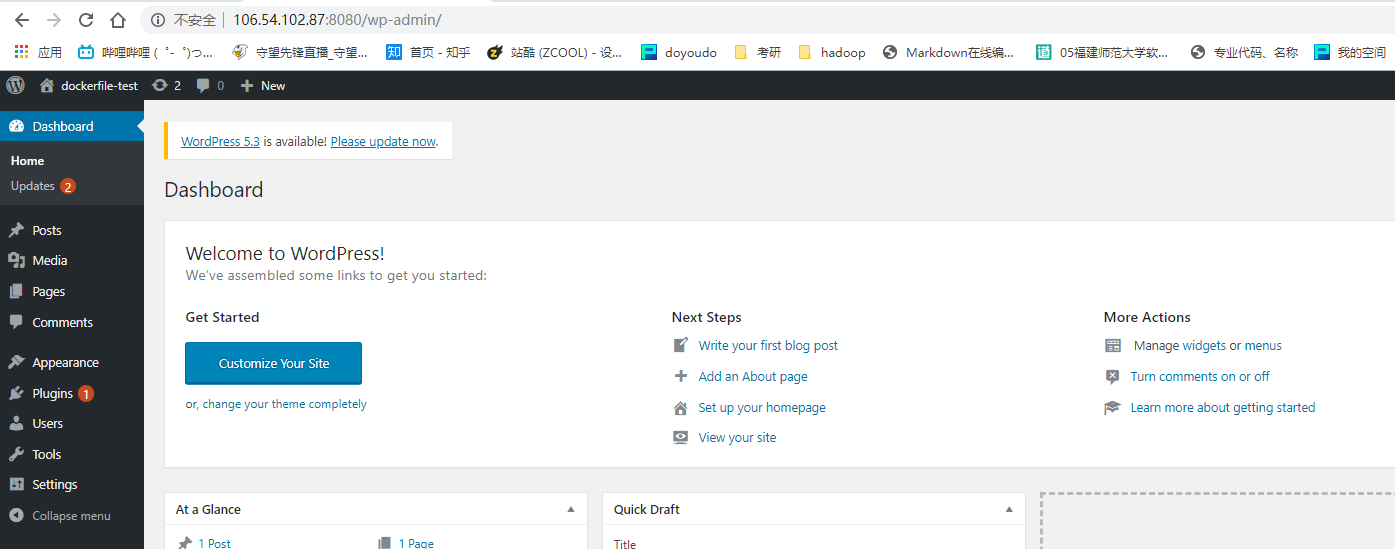 不安全 | 106.54.102.87:8080/wp-admin/
应用 哔哩哔哩 (゜-゜)つ... 守望先锋直播_守望... 首页 - 知乎 站酷 (ZCOOL) - 设... doyoudo 考研 hadoop Markdown在线编... 05福建师范大学软... 专业代码、名称 我的空间
dockerfile-test 2 0 New
Dashboard
Home
Updates 2
Posts
Media
Pages
Comments
Appearance
Plugins 1
Users
Tools
Settings
Collapse menu
WordPress 5.3 is available! Please update now.
Dashboard
Welcome to WordPress!
We've assembled some links to get you started:
Get Started
Customize Your Site
or, change your theme completely
Next Steps
Write your first blog post
Add an About page
Set up your homepage
View your site
More Actions
Manage widgets or menus
Turn comments on or off
Learn more about getting started
At a Glance
1 Post 1 Page
Quick Draft
Title